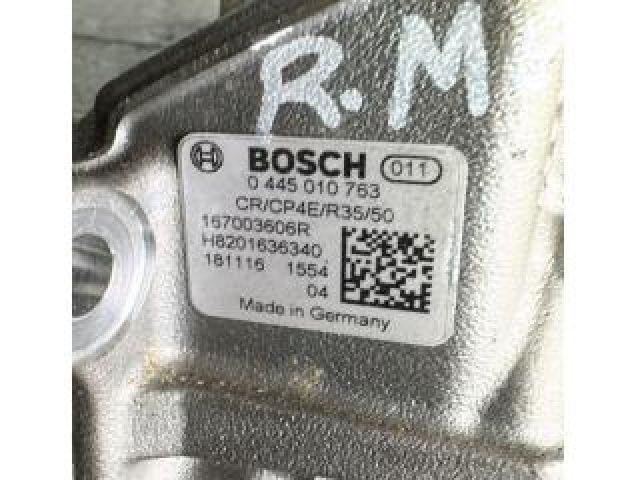 R.M
BOSCH 011
0 445 010 763
CR/CP4E/R35/50
167003606R
H8201636340
181116 1554
04
Made in Germany